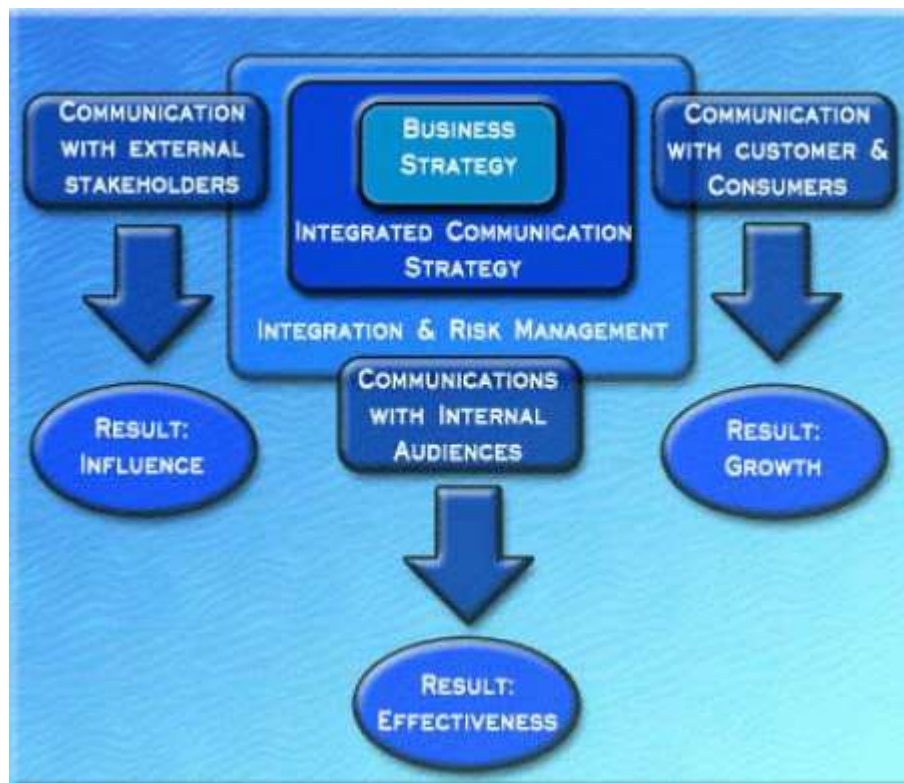 COMMUNICATION
WITH EXTERNAL
STAKEHOLDERS
BUSINESS
STRATEGY
INTEGRATED COMMUNICATION
STRATEGY
INTEGRATION & RISK MANAGEMENT
COMMUNICATION
WITH CUSTOMER &
CONSUMERS
RESULT:
INFLUENCE
COMMUNICATIONS
WITH INTERNAL
AUDIENCES
RESULT:
GROWTH
RESULT:
EFFECTIVENESS